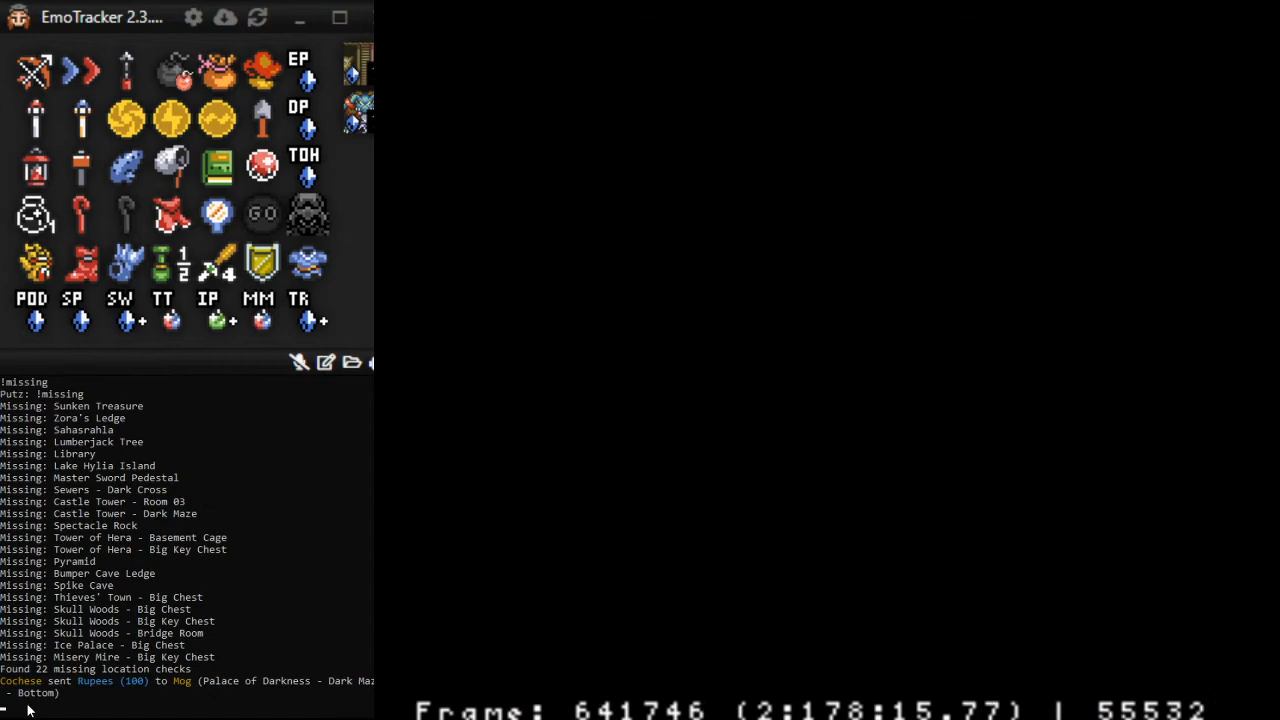 EmoTracker 2.3....
EP
DP
TOH
GO
1/2
4
POD SP SW TT IP MM TR
+ + +
!missing
Putz: !missing
Missing: Sunken Treasure
Missing: Zora's Ledge
Missing: Sahasrahla
Missing: Lumberjack Tree
Missing: Library
Missing: Lake Hylia Island
Missing: Master Sword Pedestal
Missing: Sewers - Dark Cross
Missing: Castle Tower - Room 03
Missing: Castle Tower - Dark Maze
Missing: Spectacle Rock
Missing: Tower of Hera - Basement Cage
Missing: Tower of Hera - Big Key Chest
Missing: Pyramid
Missing: Bumper Cave Ledge
Missing: Spike Cave
Missing: Thieves' Town - Big Chest
Missing: Skull Woods - Big Chest
Missing: Skull Woods - Big Key Chest
Missing: Skull Woods - Bridge Room
Missing: Ice Palace - Big Chest
Missing: Misery Mire - Big Key Chest
Found 22 missing location checks
Cochese sent Rupees (100) to Mog (Palace of Darkness - Dark Maz
- Bottom)
Frame: 641746 (2:178:15.77) | 55532